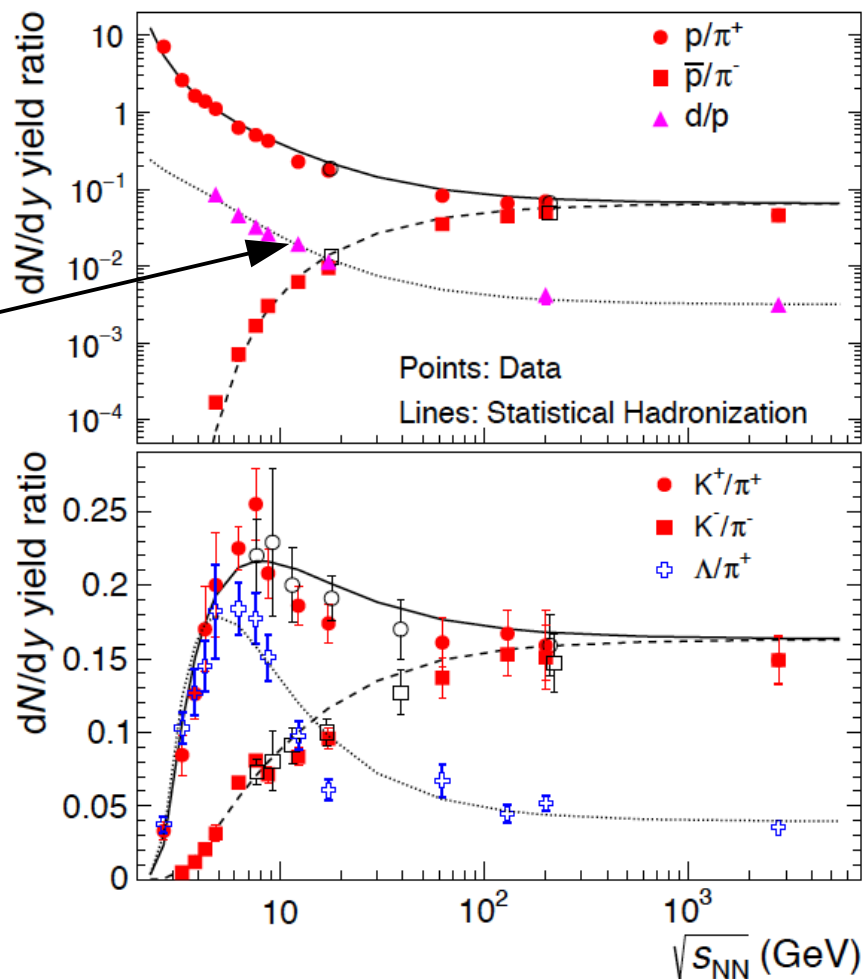 dN/dy yield ratio
10
1
10⁻¹
10⁻²
10⁻³
10⁻⁴
p/π⁺
p̅/π⁻
d/p
Points: Data
Lines: Statistical Hadronization
dN/dy yield ratio
0.25
0.2
0.15
0.1
0.05
0
K⁺/π⁺
K⁻/π⁻
Λ/π⁺
10
10²
10³
√s_NN (GeV)